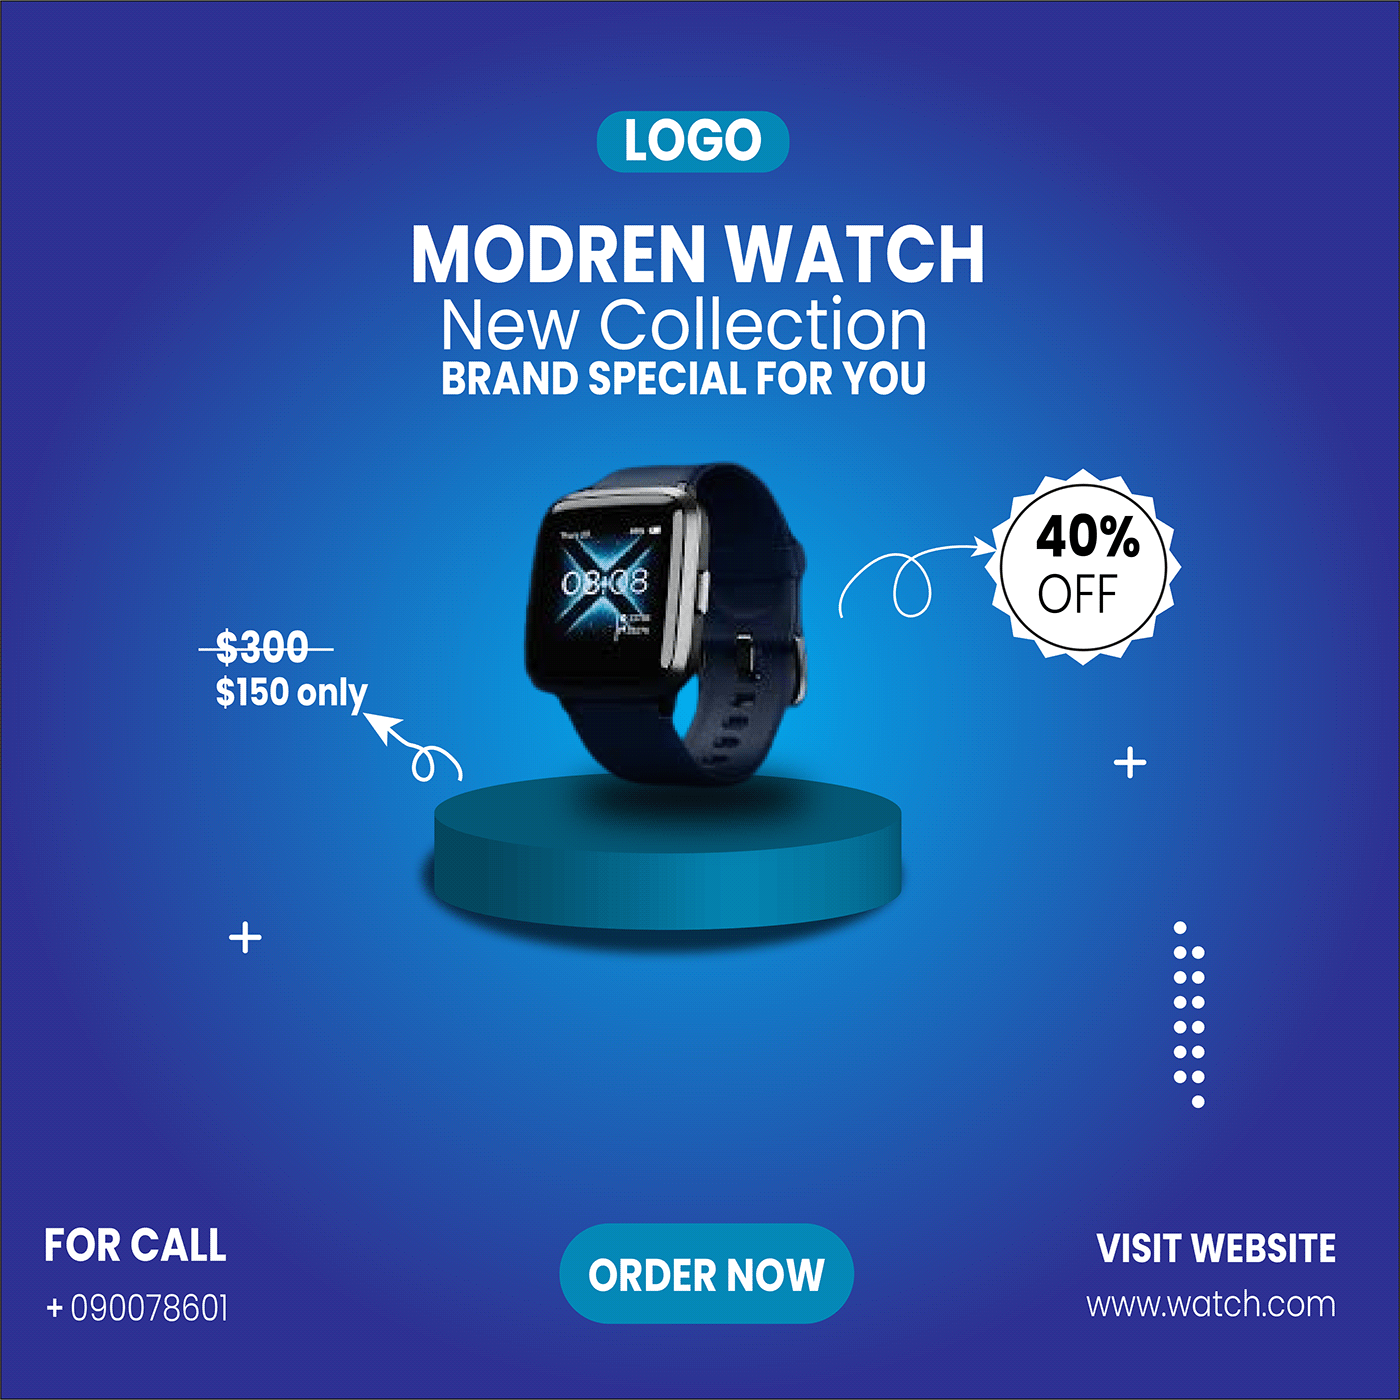 LOGO
MODREN WATCH
New Collection
BRAND SPECIAL FOR YOU
08:08
40%
OFF
$300
$150 only
FOR CALL
+ 090078601
ORDER NOW
VISIT WEBSITE
www.watch.com